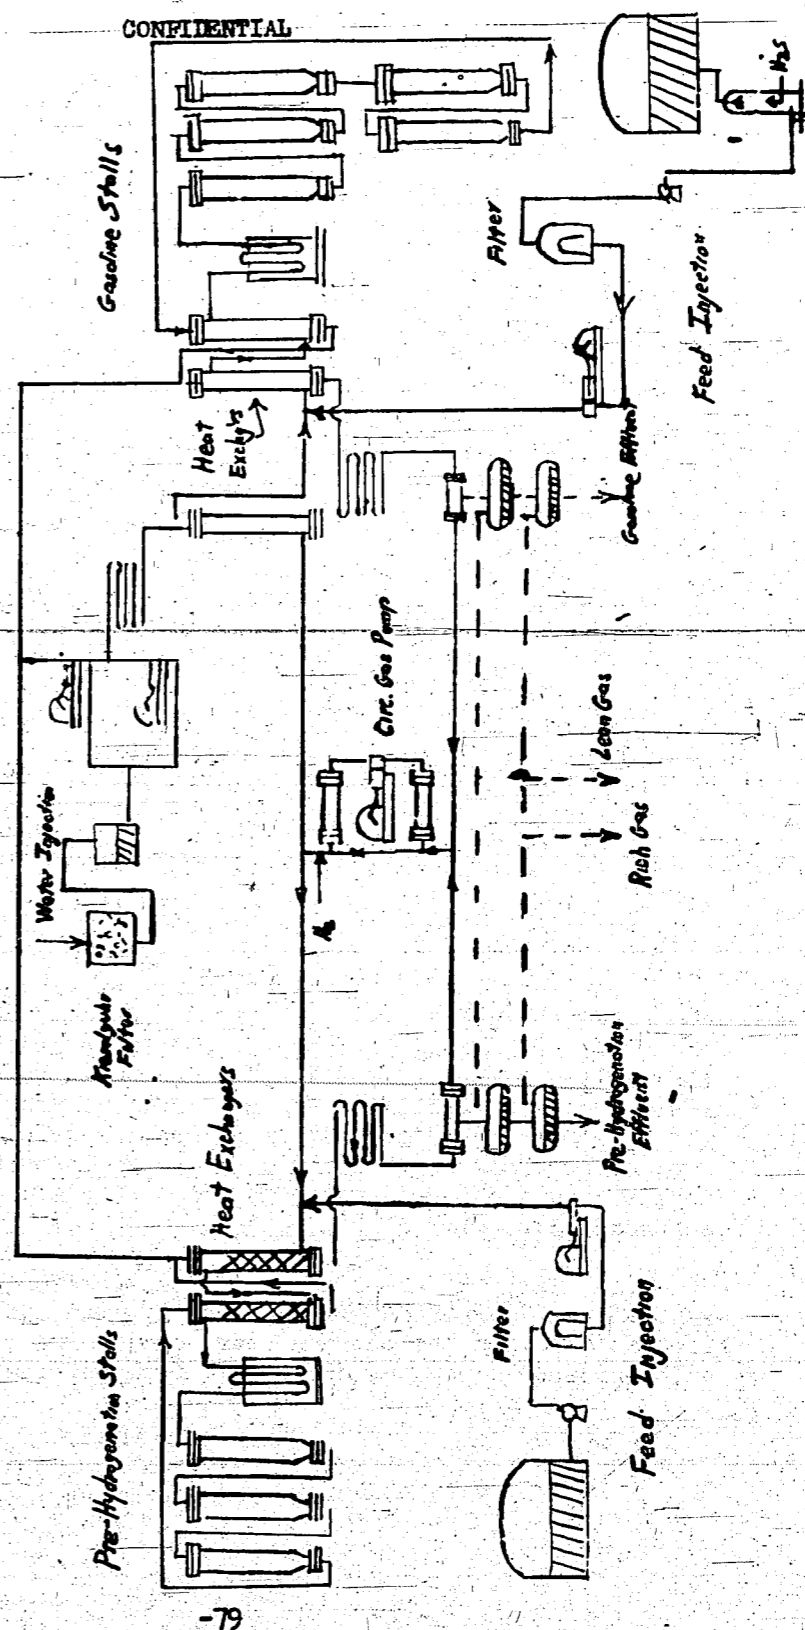 CONFIDENTIAL
H2S
Gasoline Stalls
Filter
Feed Injection
Heat
Exchg'rs
Gasoline Effluent
Circ. Gas Pump
Lean Gas
Rich Gas
Water Injection
H2
Filter
Heat Exchangers
Pre-Hydrogenation
Effluent
Pre-Hydrogenation Stalls
Filter
Feed Injection
-79